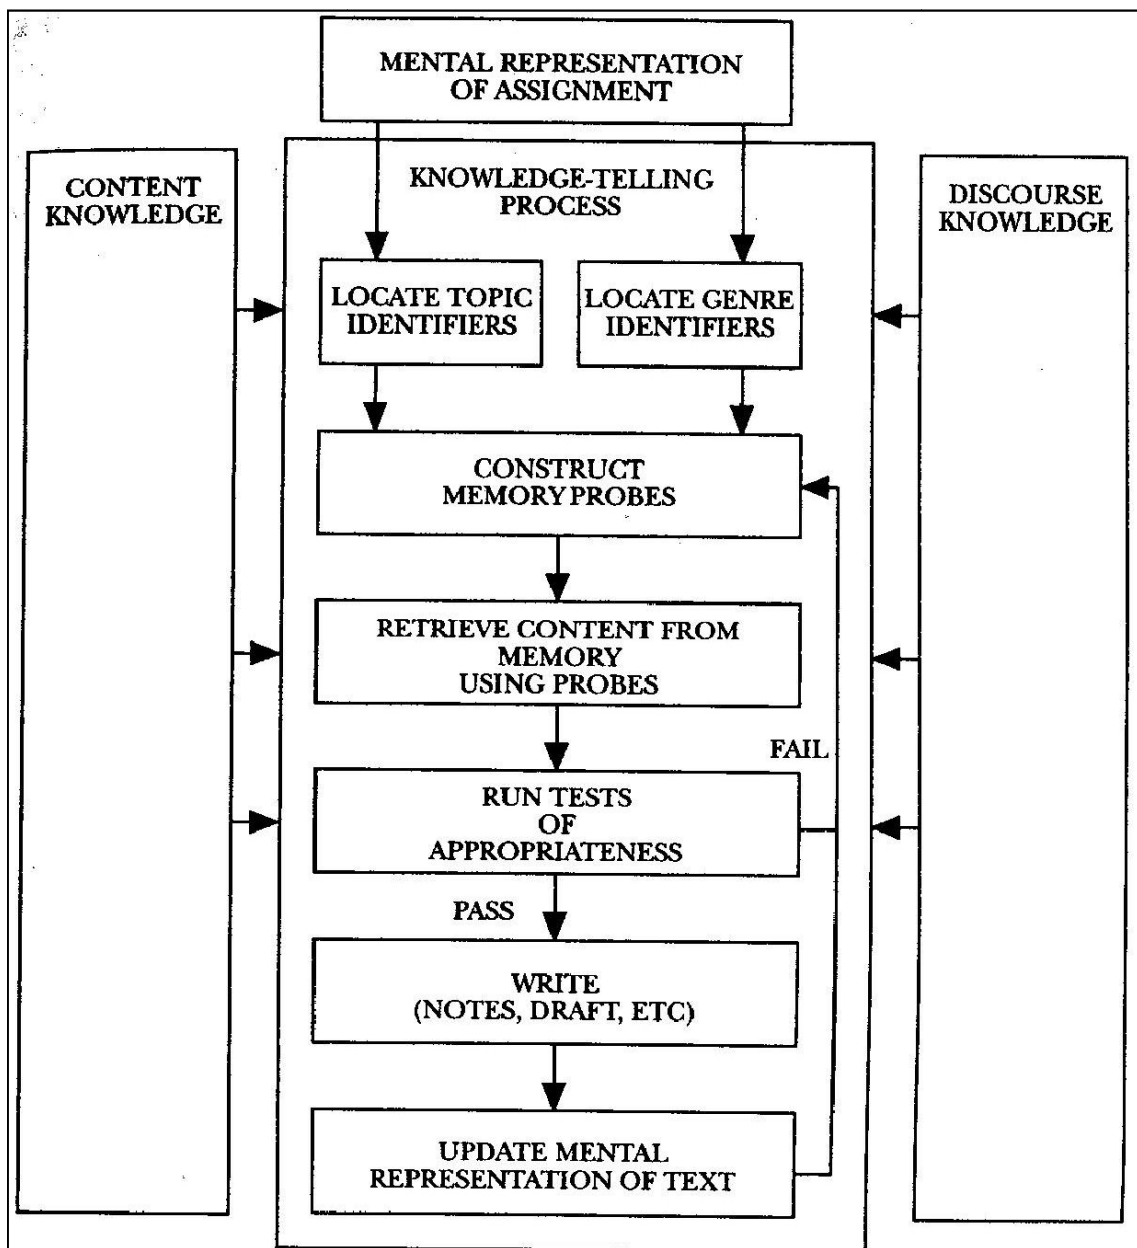 MENTAL REPRESENTATION
OF ASSIGNMENT
KNOWLEDGE-TELLING
PROCESS
CONTENT
KNOWLEDGE
DISCOURSE
KNOWLEDGE
LOCATE TOPIC
IDENTIFIERS
LOCATE GENRE
IDENTIFIERS
CONSTRUCT
MEMORY PROBES
RETRIEVE CONTENT FROM
MEMORY
USING PROBES
FAIL
RUN TESTS
OF
APPROPRIATENESS
PASS
WRITE
(NOTES, DRAFT, ETC)
UPDATE MENTAL
REPRESENTATION OF TEXT